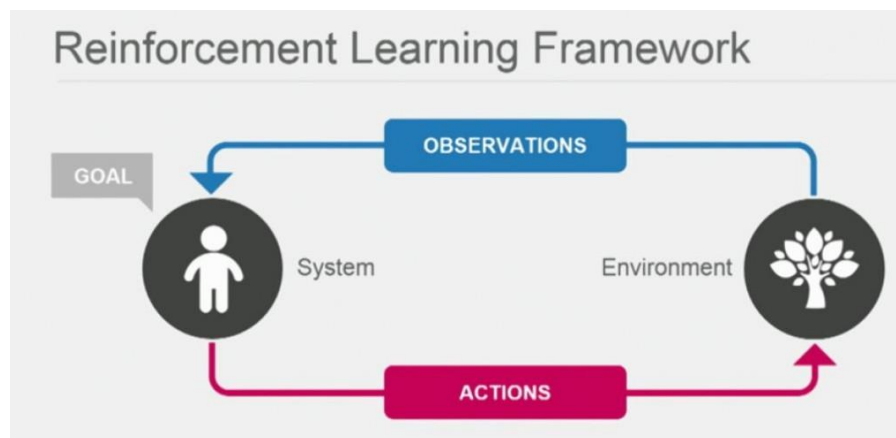 Reinforcement Learning Framework
OBSERVATIONS
GOAL
System
Environment
ACTIONS